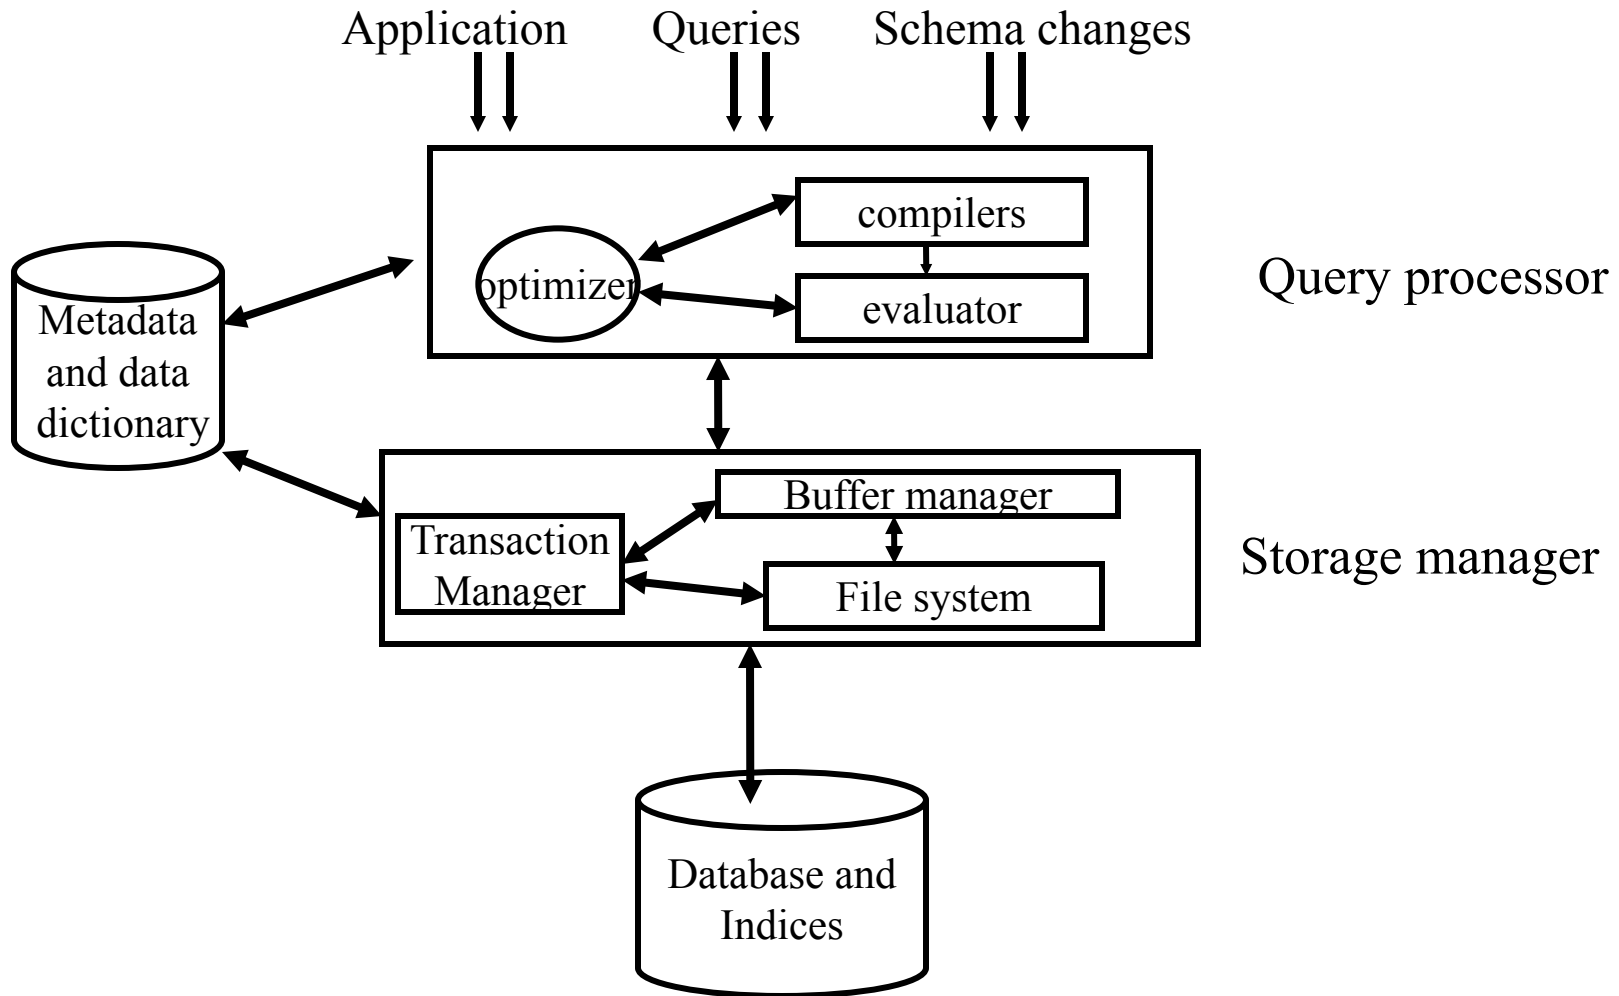 Application Queries Schema changes
compilers
optimizer
evaluator
Query processor
Metadata
and data
dictionary
Buffer manager
Transaction
Manager
File system
Storage manager
Database and
Indices